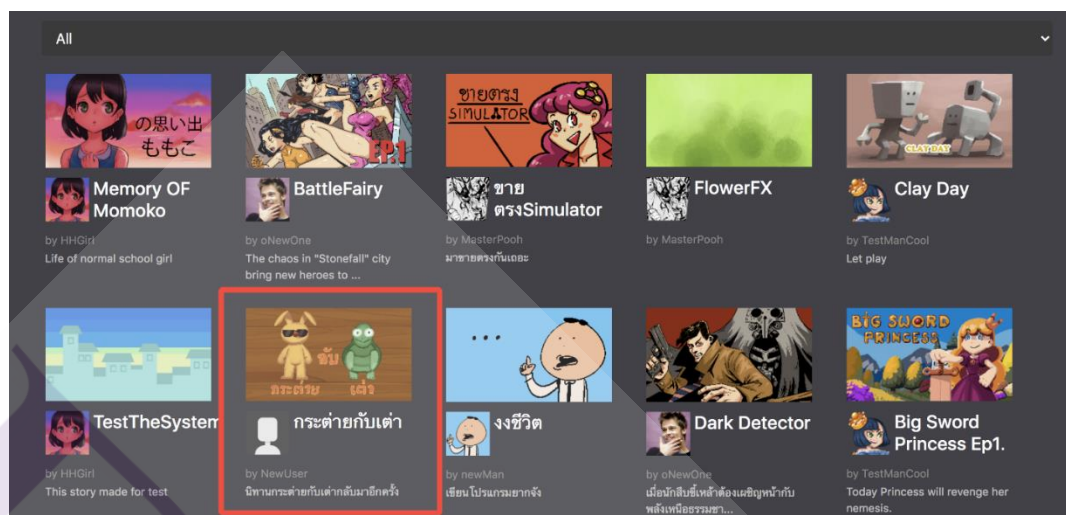 All
の思い出
ももこ
Memory OF
Momoko
by HHGirl
Life of normal school girl
EP.1
BattleFairy
by oNewOne
The chaos in "Stonefall" city
bring new heroes to ...
ขายตรง
SIMULATOR
ขาย
ตรงSimulator
by MasterPooh
มาขายตรงกันเถอะ
FlowerFX
by MasterPooh
CLAY DAY
Clay Day
by TestManCool
Let play
TestTheSystem
by HHGirl
This story made for test
กระต่าย
กับ
เต่า
กระต่ายกับเต่า
by NewUser
นิทานกระต่ายกับเต่ากลับมาอีกครั้ง
...
งงชีวิต
by newMan
เขียนโปรแกรมยากจัง
Dark Detector
by oNewOne
เมื่อนักสืบขี้เหล้าต้องเผชิญหน้ากับ
พลังเหนือธรรมชา...
BIG SWORD
PRINCESS
Big Sword
Princess Ep1.
by TestManCool
Today Princess will revenge her
nemesis.